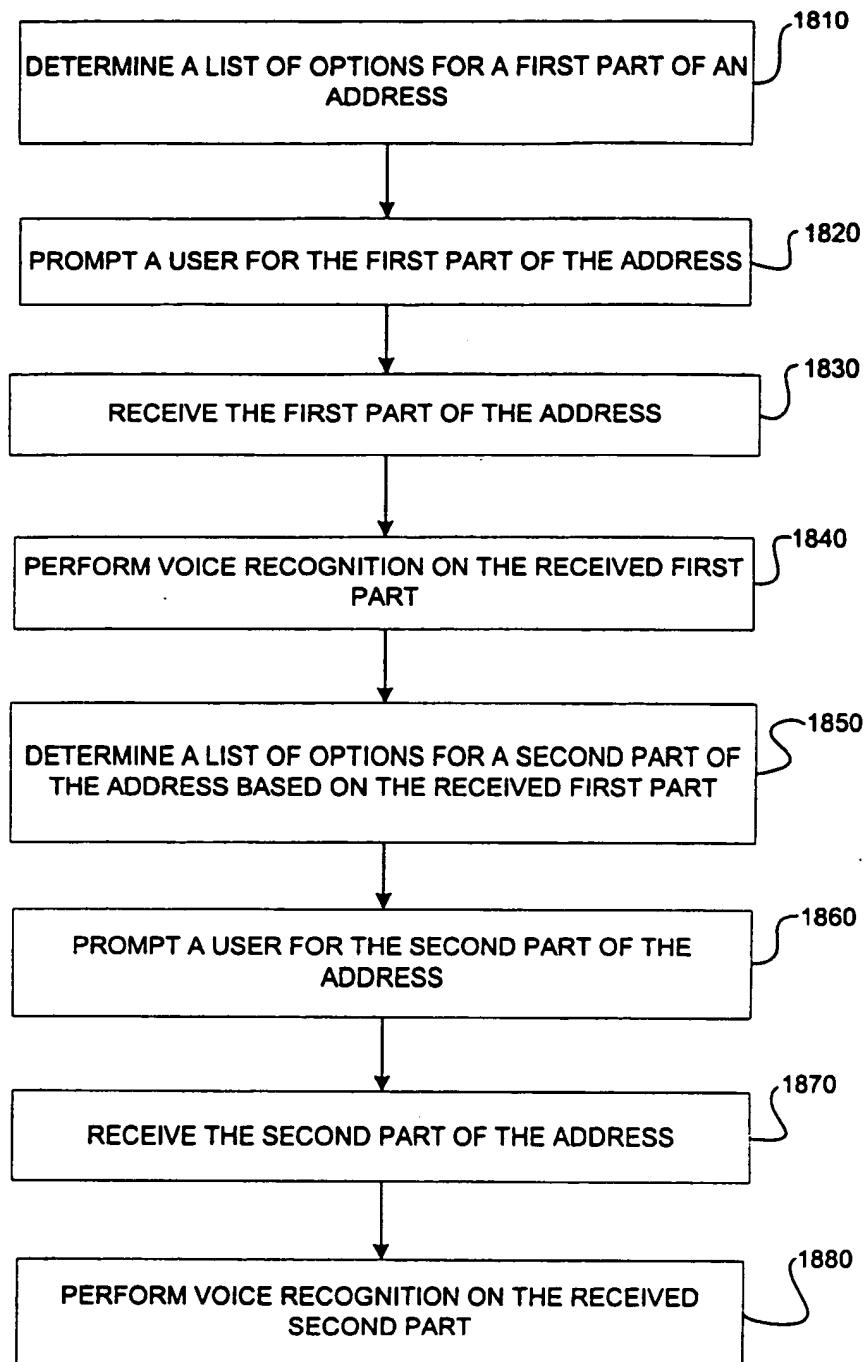 1810
DETERMINE A LIST OF OPTIONS FOR A FIRST PART OF AN
ADDRESS
1820
PROMPT A USER FOR THE FIRST PART OF THE ADDRESS
1830
RECEIVE THE FIRST PART OF THE ADDRESS
1840
PERFORM VOICE RECOGNITION ON THE RECEIVED FIRST
PART
1850
DETERMINE A LIST OF OPTIONS FOR A SECOND PART OF
THE ADDRESS BASED ON THE RECEIVED FIRST PART
1860
PROMPT A USER FOR THE SECOND PART OF THE
ADDRESS
1870
RECEIVE THE SECOND PART OF THE ADDRESS
1880
PERFORM VOICE RECOGNITION ON THE RECEIVED
SECOND PART